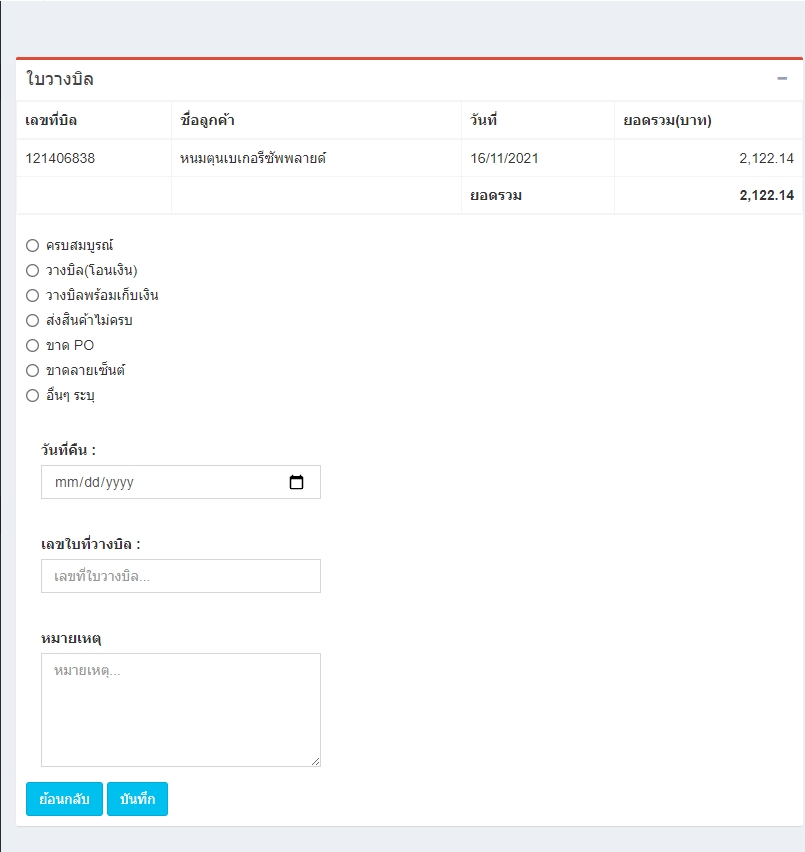 ใบวางบิล
เลขที่บิล ชื่อลูกค้า วันที่ ยอดรวม(บาท)
121406838 หนมตุนเบเกอรีซัพพลายด์ 16/11/2021 2,122.14
ยอดรวม 2,122.14
ครบสมบูรณ์
วางบิล(โอนเงิน)
วางบิลพร้อมเก็บเงิน
ส่งสินค้าไม่ครบ
ขาด PO
ขาดลายเซ็นต์
อื่นๆ ระบุ
วันที่คืน :
mm/dd/yyyy
เลขใบที่วางบิล :
เลขที่ใบวางบิล...
หมายเหตุ
หมายเหตุ...
ย้อนกลับ บันทึก